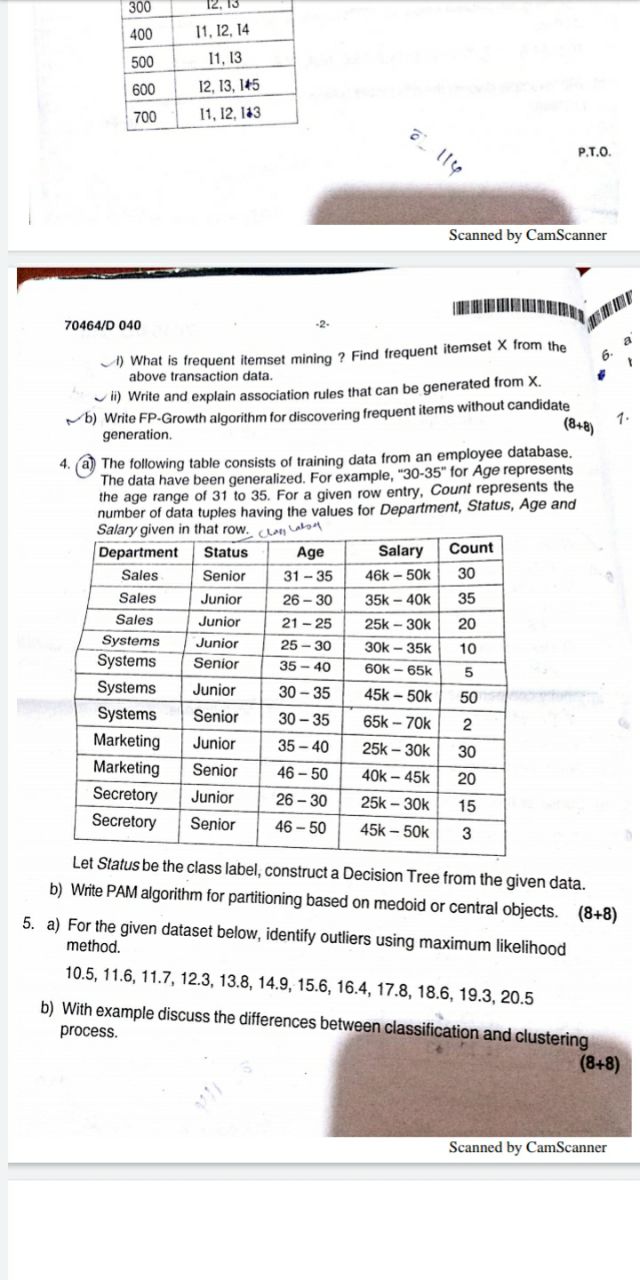 300 12, 13
400 I1, I2, I4
500 I1, I3
600 I2, I3, I5
700 I1, I2, I3
114
P.T.O.
Scanned by CamScanner
70464/D 040 -2-
i) What is frequent itemset mining ? Find frequent itemset X from the
above transaction data.
ii) Write and explain association rules that can be generated from X.
b) Write FP-Growth algorithm for discovering frequent items without candidate
generation. (8+8)
6. a
7.
4. a) The following table consists of training data from an employee database.
The data have been generalized. For example, "30-35" for Age represents
the age range of 31 to 35. For a given row entry, Count represents the
number of data tuples having the values for Department, Status, Age and
Salary given in that row. Class Label
Department Status Age Salary Count
Sales Senior 31 – 35 46k – 50k 30
Sales Junior 26 – 30 35k – 40k 35
Sales Junior 21 – 25 25k – 30k 20
Systems Junior 25 – 30 30k – 35k 10
Systems Senior 35 – 40 60k – 65k 5
Systems Junior 30 – 35 45k – 50k 50
Systems Senior 30 – 35 65k – 70k 2
Marketing Junior 35 – 40 25k – 30k 30
Marketing Senior 46 – 50 40k – 45k 20
Secretory Junior 26 – 30 25k – 30k 15
Secretory Senior 46 – 50 45k – 50k 3
Let Status be the class label, construct a Decision Tree from the given data.
b) Write PAM algorithm for partitioning based on medoid or central objects. (8+8)
5. a) For the given dataset below, identify outliers using maximum likelihood
method.
10.5, 11.6, 11.7, 12.3, 13.8, 14.9, 15.6, 16.4, 17.8, 18.6, 19.3, 20.5
b) With example discuss the differences between classification and clustering
process.
(8+8)
Scanned by CamScanner